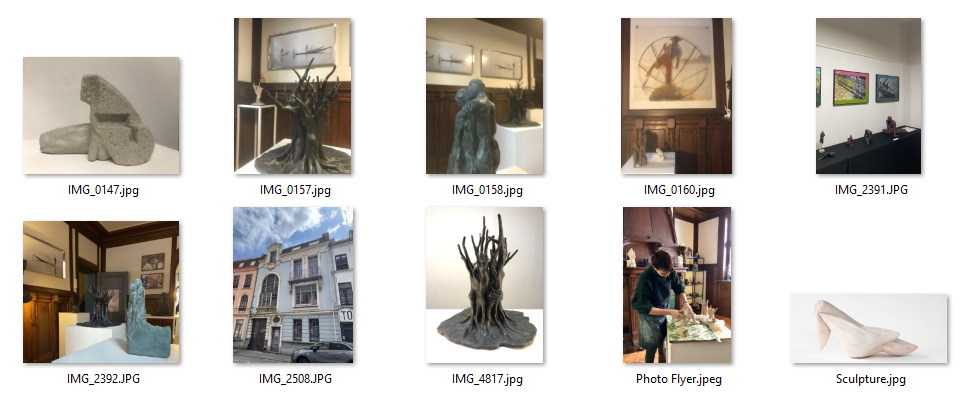 IMG_0147.jpg
IMG_0157.jpg
IMG_0158.jpg
IMG_0160.jpg
IMG_2391.JPG
TO
IMG_2392.JPG
IMG_2508.JPG
IMG_4817.jpg
Photo Flyer.jpeg
Sculpture.jpg